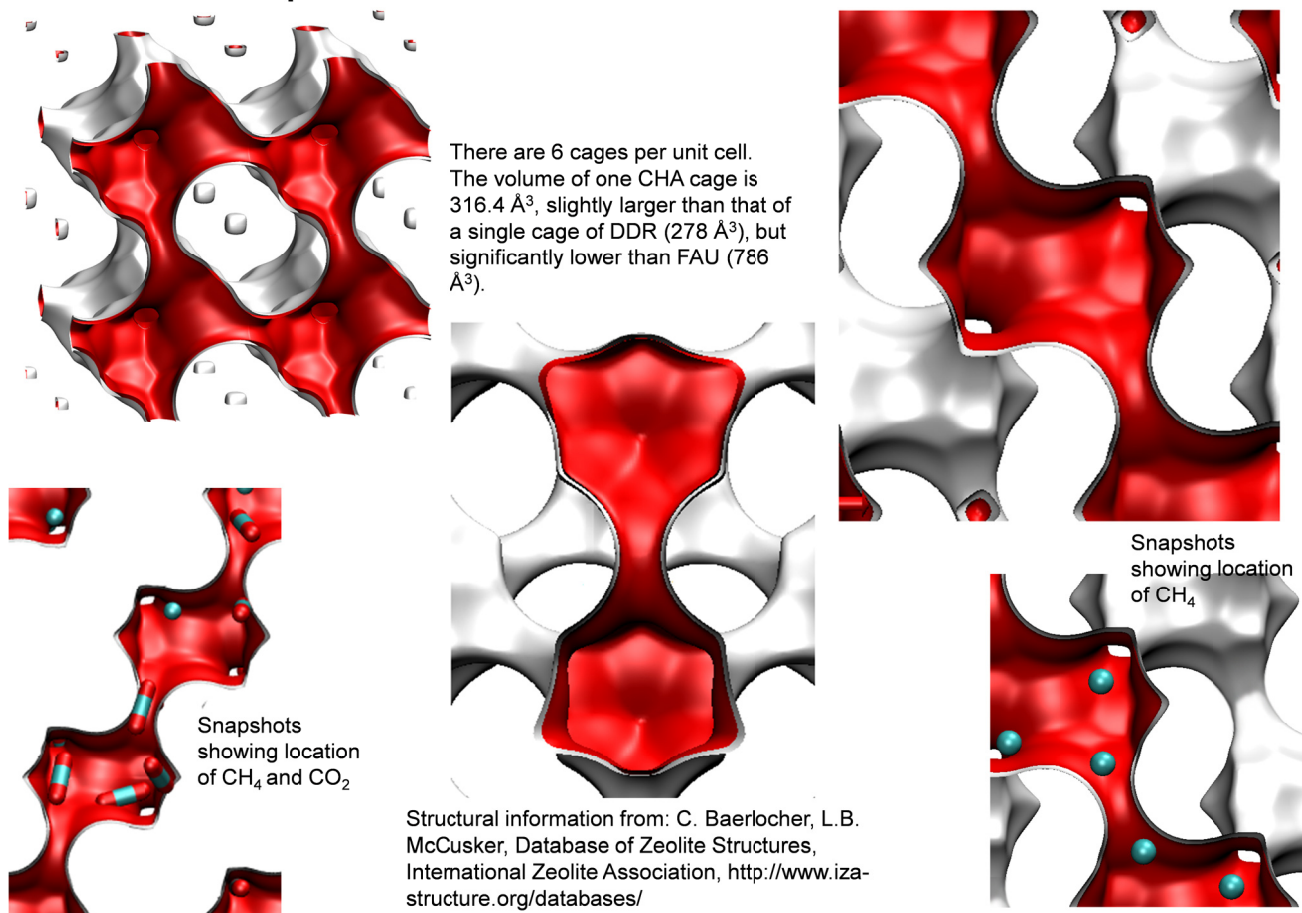 There are 6 cages per unit cell.
The volume of one CHA cage is
316.4 Å³, slightly larger than that of
a single cage of DDR (278 Å³), but
significantly lower than FAU (786
Å³).
Snapshots
showing location
of CH₄
Snapshots
showing location
of CH₄ and CO₂
Structural information from: C. Baerlocher, L.B.
McCusker, Database of Zeolite Structures,
International Zeolite Association, http://www.iza-
structure.org/databases/